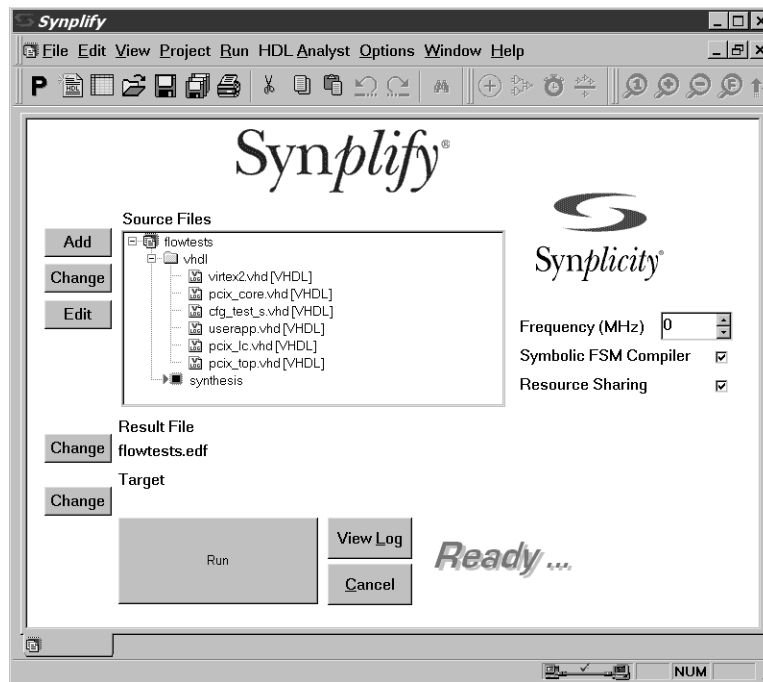 Synplify
File Edit View Project Run HDL Analyst Options Window Help
P
Synplify®
Synplicity®
Source Files
Add
Change
Edit
flowtests
vhdl
virtex2.vhd [VHDL]
pcix_core.vhd [VHDL]
cfg_test_s.vhd [VHDL]
userapp.vhd [VHDL]
pcix_lc.vhd [VHDL]
pcix_top.vhd [VHDL]
synthesis
Frequency (MHz) 0
Symbolic FSM Compiler
Resource Sharing
Result File
Change
flowtests.edf
Target
Change
Run
View Log
Cancel
Ready ...
NUM